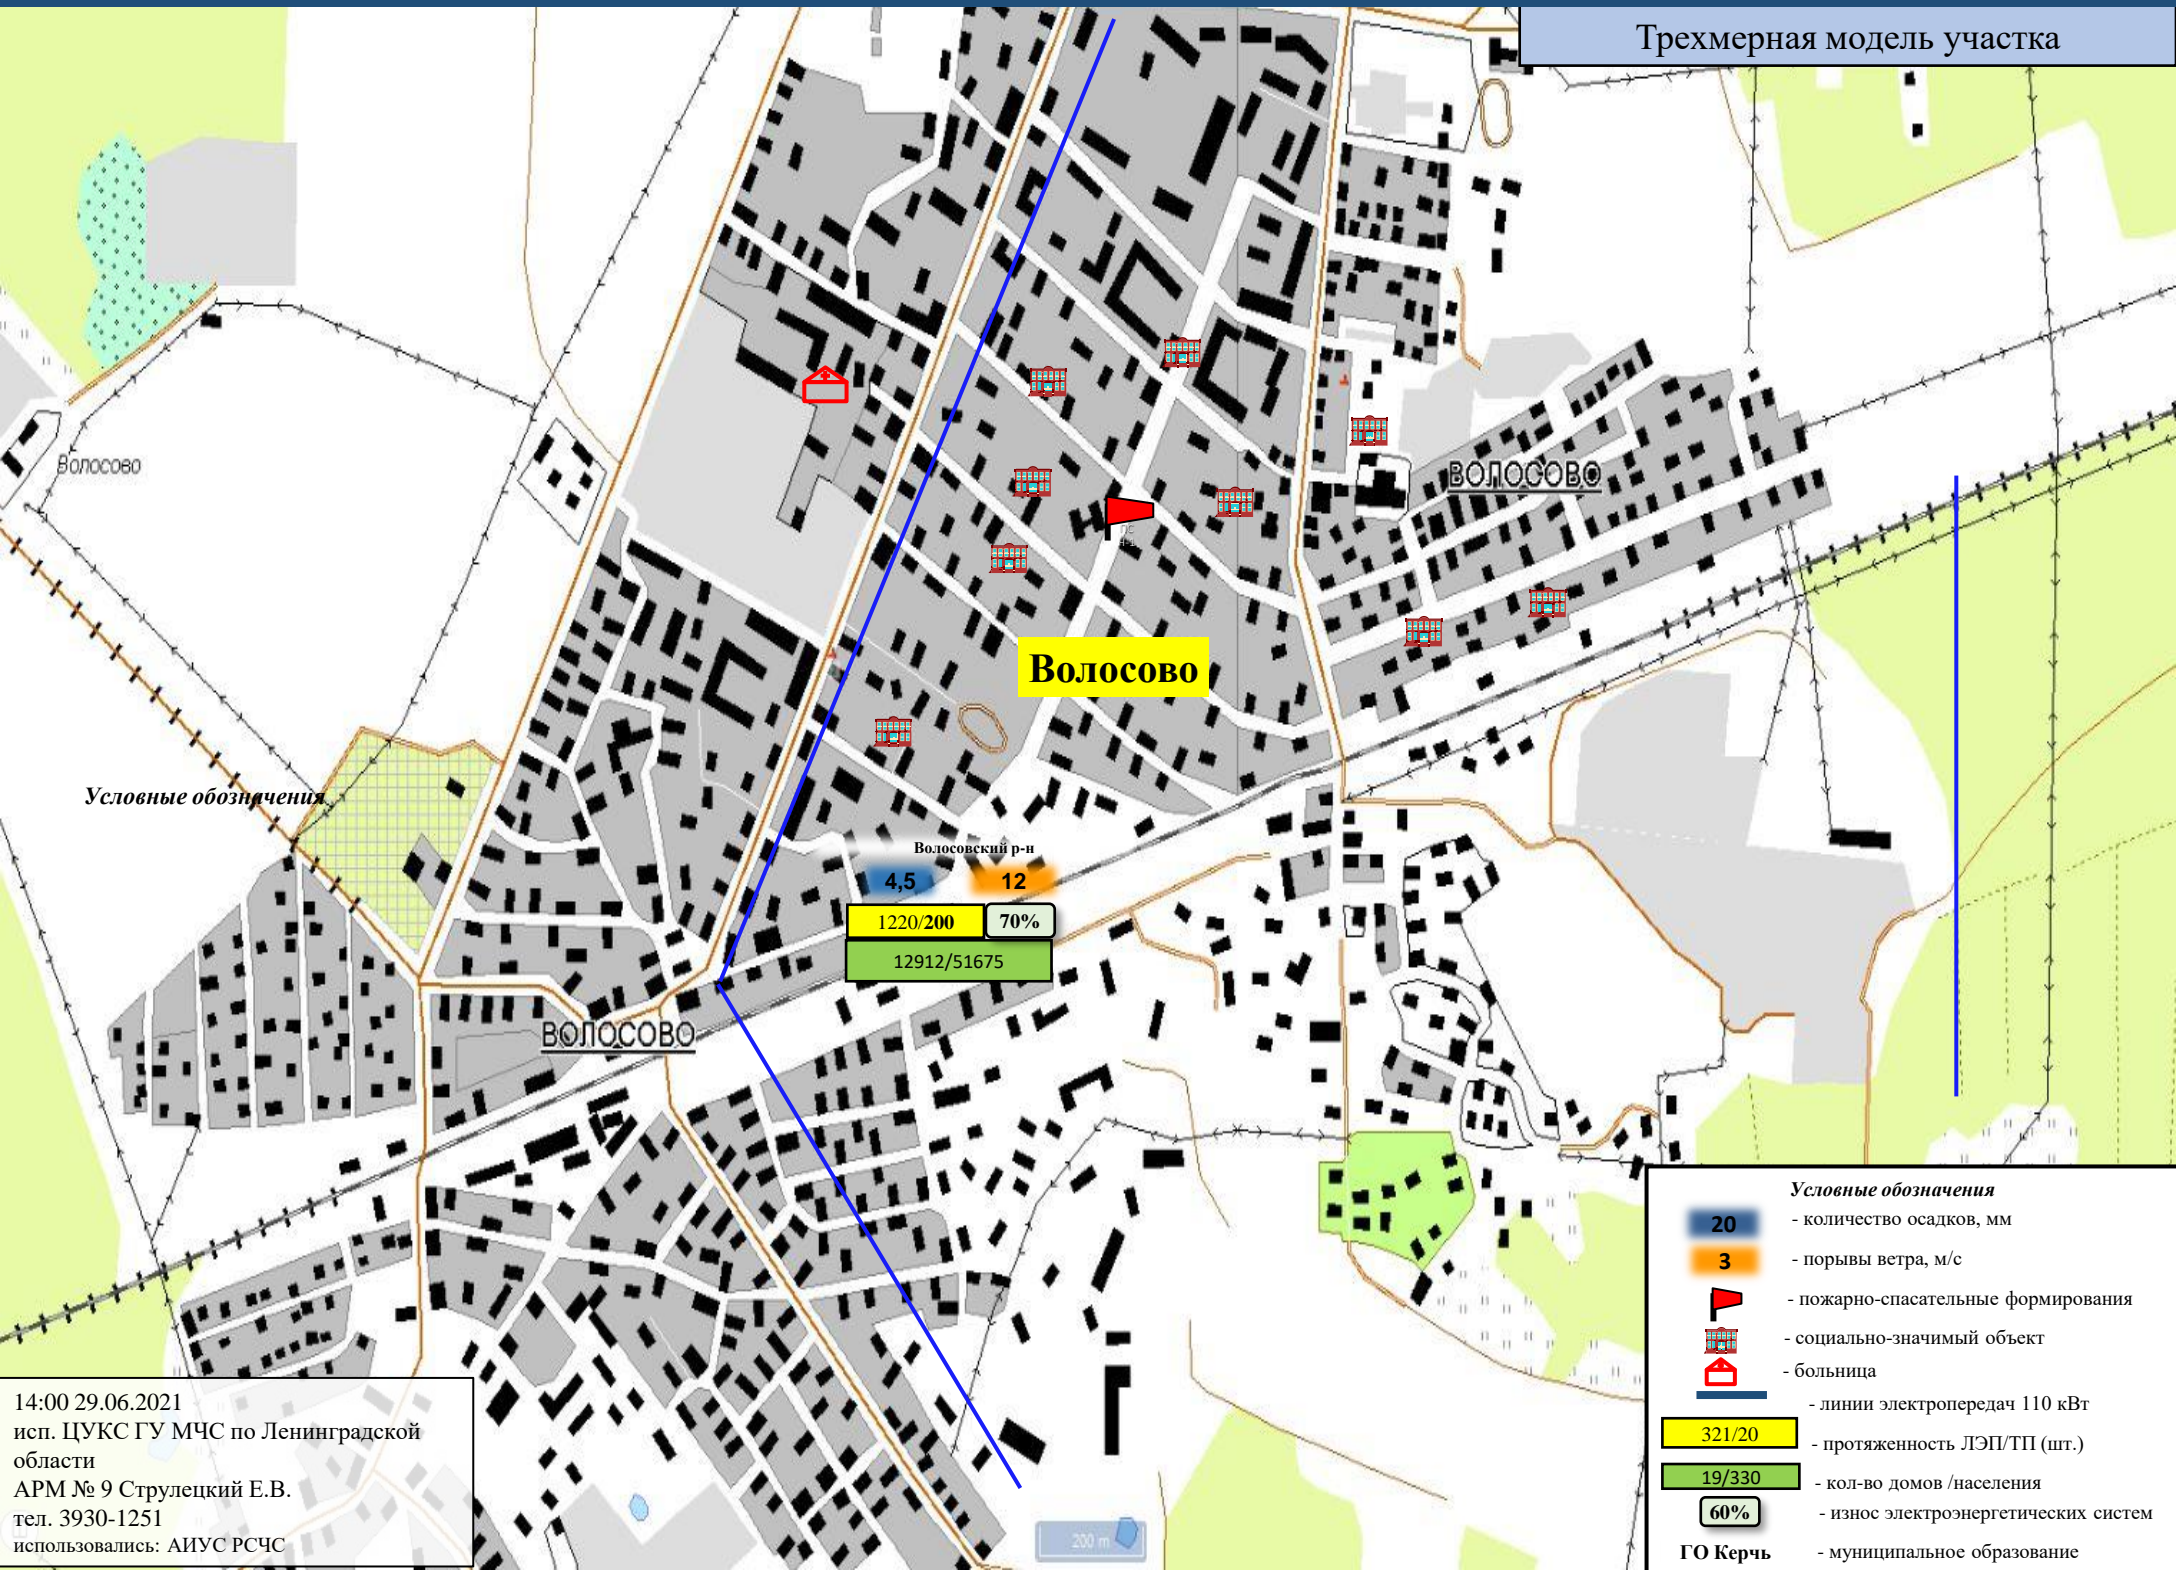 Трехмерная модель участка
Волосово
ВОЛОСОВО
Волосово
Условные обозначения
Волосовский р-н
4,5
12
1220/200
70%
12912/51675
ВОЛОСОВО
Условные обозначения
20
- количество осадков, мм
3
- порывы ветра, м/с
- пожарно-спасательные формирования
- социально-значимый объект
- больница
- линии электропередач 110 кВт
321/20
- протяженность ЛЭП/ТП (шт.)
19/330
- кол-во домов /населения
60%
- износ электроэнергетических систем
ГО Керчь
- муниципальное образование
14:00 29.06.2021
исп. ЦУКС ГУ МЧС по Ленинградской
области
АРМ № 9 Струлецкий Е.В.
тел. 3930-1251
использовались: АИУС РСЧС
200 m